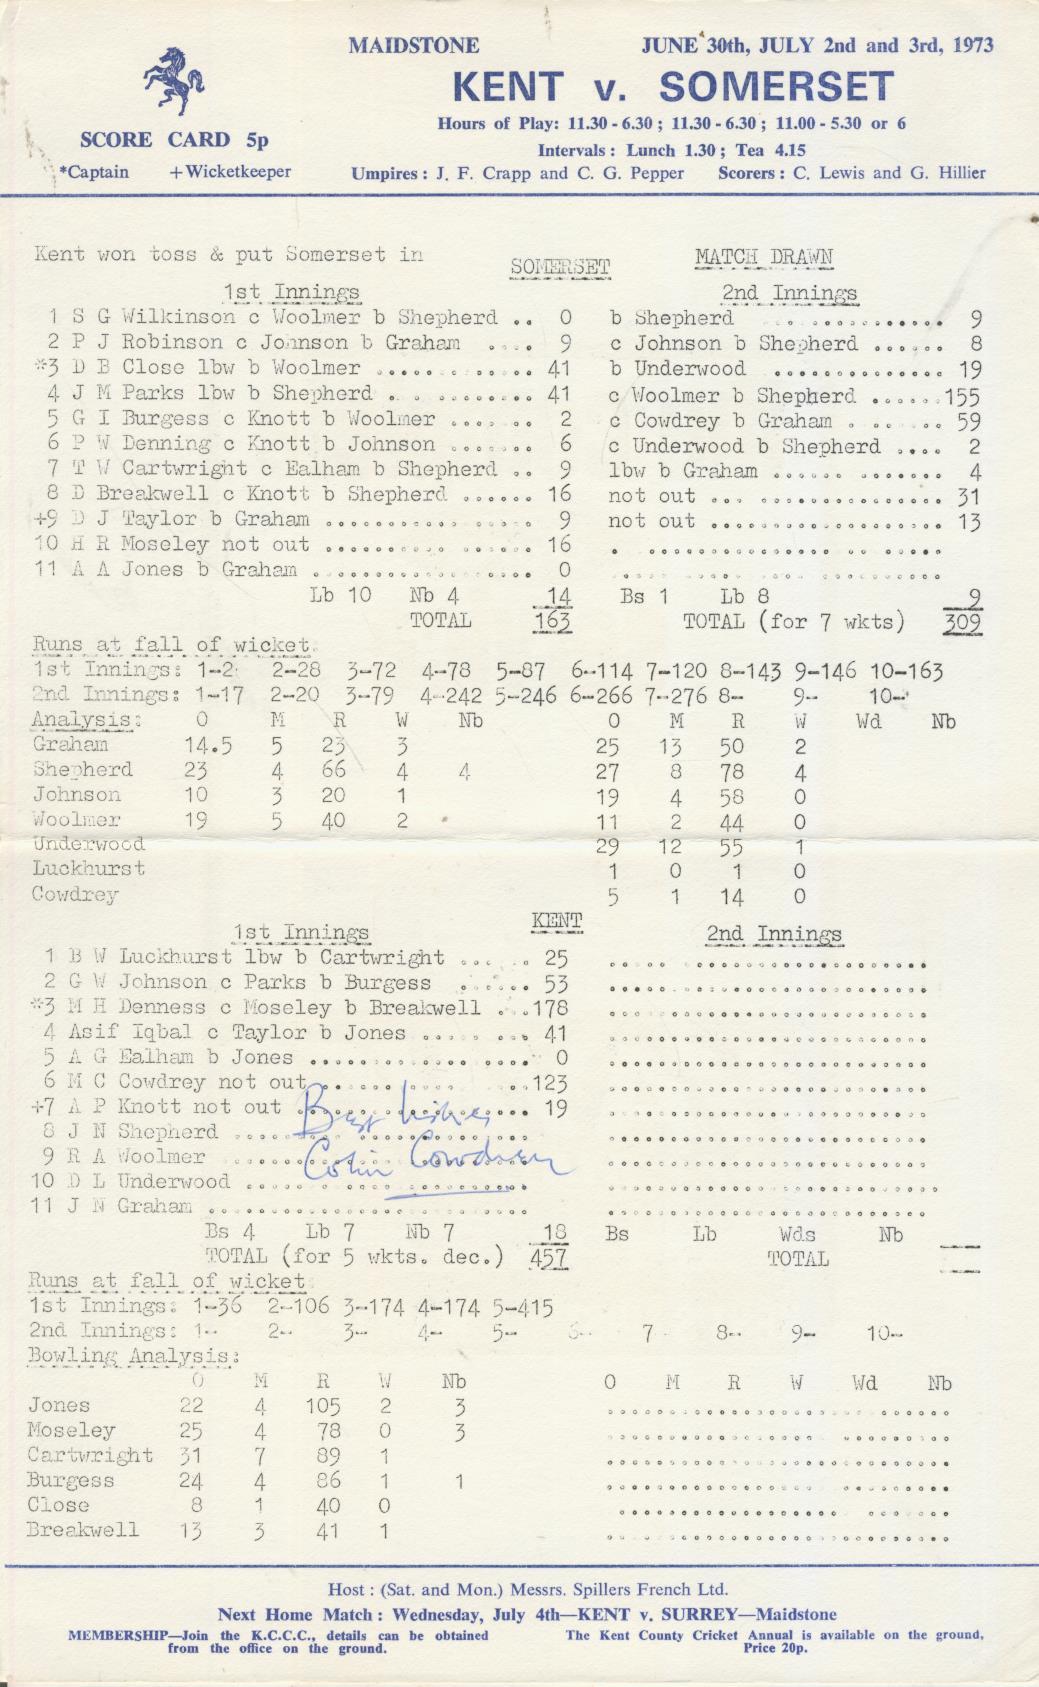 MAIDSTONE JUNE 30th, JULY 2nd and 3rd, 1973
KENT v. SOMERSET
SCORE CARD 5p
Hours of Play: 11.30 - 6.30 ; 11.30 - 6.30 ; 11.00 - 5.30 or 6
Intervals : Lunch 1.30 ; Tea 4.15
*Captain +Wicketkeeper
Umpires : J. F. Crapp and C. G. Pepper Scorers : C. Lewis and G. Hillier
Kent won toss & put Somerset in
SOMERSET
MATCH DRAWN
1st Innings 2nd Innings
1 S G Wilkinson c Woolmer b Shepherd .. 0 b Shepherd ................ 9
2 P J Robinson c Johnson b Graham .... 9 c Johnson b Shepherd ...... 8
*3 D B Close lbw b Woolmer ............. 41 b Underwood .............. 19
4 J M Parks lbw b Shepherd. . ........ 41 c Woolmer b Shepherd ......155
5 G I Burgess c Knott b Woolmer ....... 2 c Cowdrey b Graham . ...... 59
6 P W Denning c Knott b Johnson ....... 6 c Underwood b Shepherd .... 2
7 T W Cartwright c Ealham b Shepherd .. 9 lbw b Graham .............. 4
8 D Breakwell c Knott b Shepherd ...... 16 not out ... .............. 31
+9 D J Taylor b Graham ................. 9 not out .................. 13
10 H R Moseley not out ................. 16 . .........................
11 A A Jones b Graham .................. 0 ...........................
Lb 10 Nb 4 14 Bs 1 Lb 8 9
TOTAL 163 TOTAL (for 7 wkts) 309
Runs at fall of wicket:
1st Innings: 1-2 2-28 3-72 4-78 5-87 6-114 7-120 8-143 9-146 10-163
2nd Innings: 1-17 2-20 3-79 4-242 5-246 6-266 7-276 8- 9- 10-
Analysis: O M R W Nb O M R W Wd Nb
Graham 14.5 5 23 3 25 13 50 2
Shepherd 23 4 66 4 4 27 8 78 4
Johnson 10 3 20 1 19 4 58 0
Woolmer 19 5 40 2 11 2 44 0
Underwood 29 12 55 1
Luckhurst 1 0 1 0
Cowdrey 5 1 14 0
KENT
1st Innings 2nd Innings
1 B W Luckhurst lbw b Cartwright ... .. 25 ..........................
2 G W Johnson c Parks b Burgess ...... 53 ..........................
*3 M H Denness c Moseley b Breakwell ...178 ..........................
4 Asif Iqbal c Taylor b Jones ........ 41 ..........................
5 A G Ealham b Jones .................. 0 ..........................
6 M C Cowdrey not out.................123 ..........................
+7 A P Knott not out ................... 19 ..........................
Best wishes
8 J N Shepherd ........................ ..........................
9 R A Woolmer ......................... ..........................
Colin Cowdrey
10 D L Underwood ....................... ..........................
11 J N Graham .......................... ..........................
Bs 4 Lb 7 Nb 7 18 Bs Lb Wds Nb
TOTAL (for 5 wkts. dec.) 457 TOTAL
Runs at fall of wicket:
1st Innings: 1-36 2-106 3-174 4-174 5-415
2nd Innings: 1- 2- 3- 4- 5- 6- 7- 8- 9- 10-
Bowling Analysis:
O M R W Nb O M R W Wd Nb
Jones 22 4 105 2 3 ..........................
Moseley 25 4 78 0 3 ..........................
Cartwright 31 7 89 1 ..........................
Burgess 24 4 86 1 1 ..........................
Close 8 1 40 0 ..........................
Breakwell 13 3 41 1 ..........................
Host : (Sat. and Mon.) Messrs. Spillers French Ltd.
Next Home Match : Wednesday, July 4th—KENT v. SURREY—Maidstone
MEMBERSHIP—Join the K.C.C.C., details can be obtained
from the office on the ground.
The Kent County Cricket Annual is available on the ground,
Price 20p.